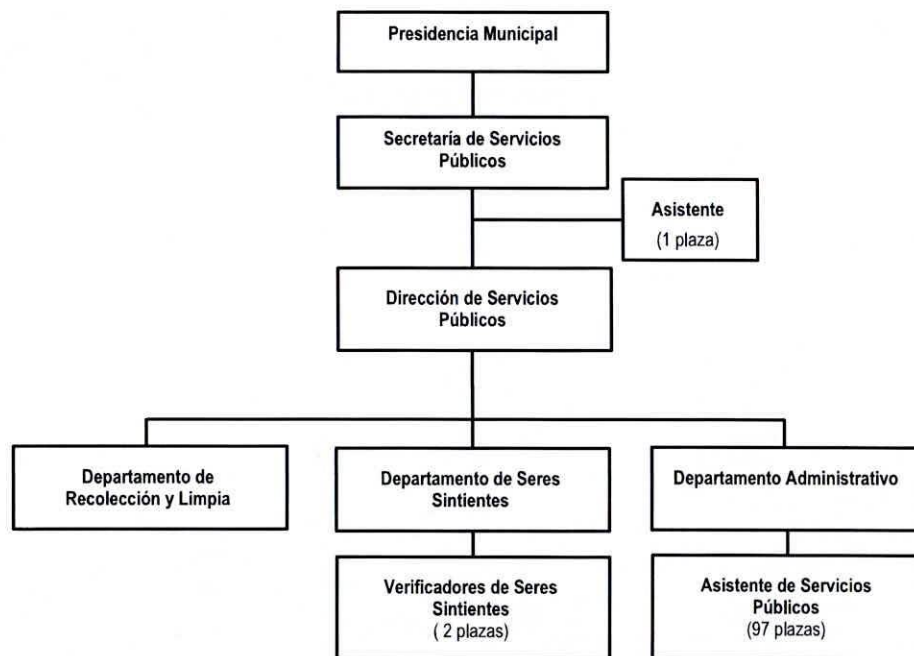 Presidencia Municipal
Secretaría de Servicios
Públicos
Asistente
(1 plaza)
Dirección de Servicios
Públicos
Departamento de
Recolección y Limpia
Departamento de Seres
Sintientes
Departamento Administrativo
Verificadores de Seres
Sintientes
( 2 plazas)
Asistente de Servicios
Públicos
(97 plazas)